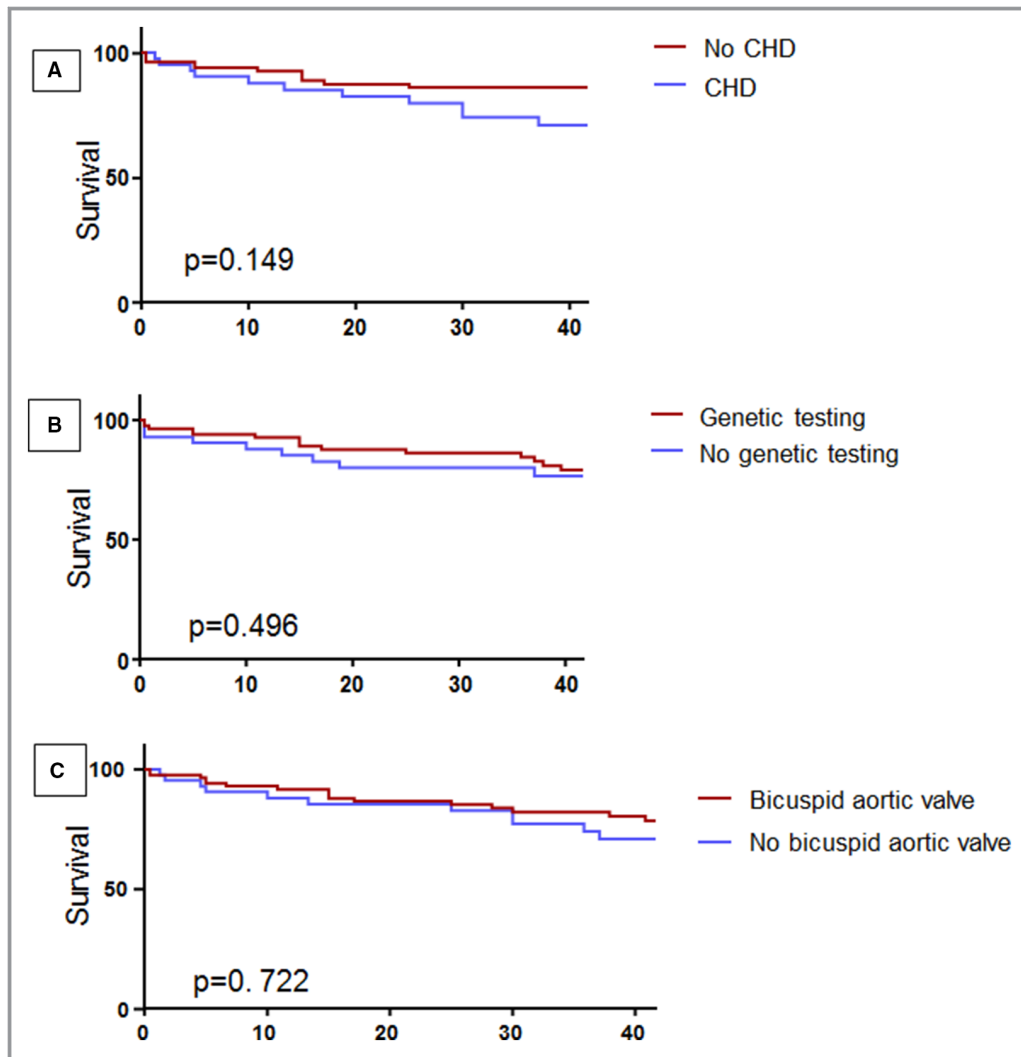 A
100
50
0
Survival
p=0.149
0 10 20 30 40
No CHD
CHD
B
100
50
0
Survival
p=0.496
0 10 20 30 40
Genetic testing
No genetic testing
C
100
50
0
Survival
p=0. 722
0 10 20 30 40
Bicuspid aortic valve
No bicuspid aortic valve